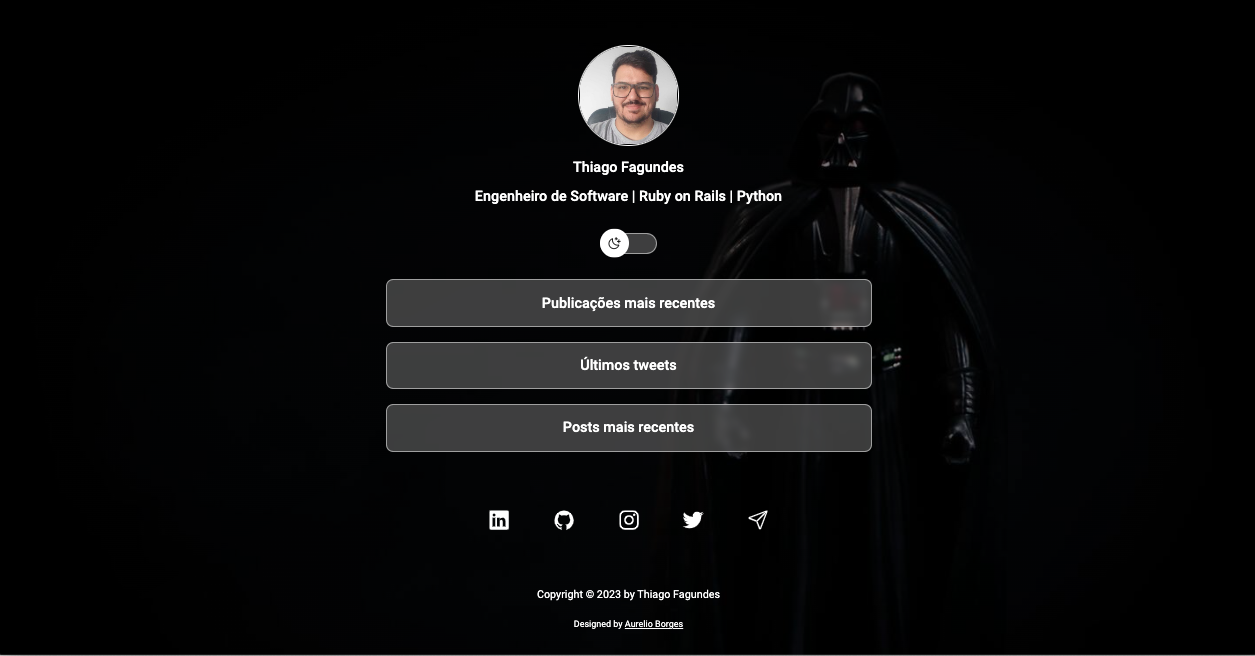 Thiago Fagundes
Engenheiro de Software | Ruby on Rails | Python
Publicações mais recentes
Últimos tweets
Posts mais recentes
in
Copyright © 2023 by Thiago Fagundes
Designed by Aurelio Borges